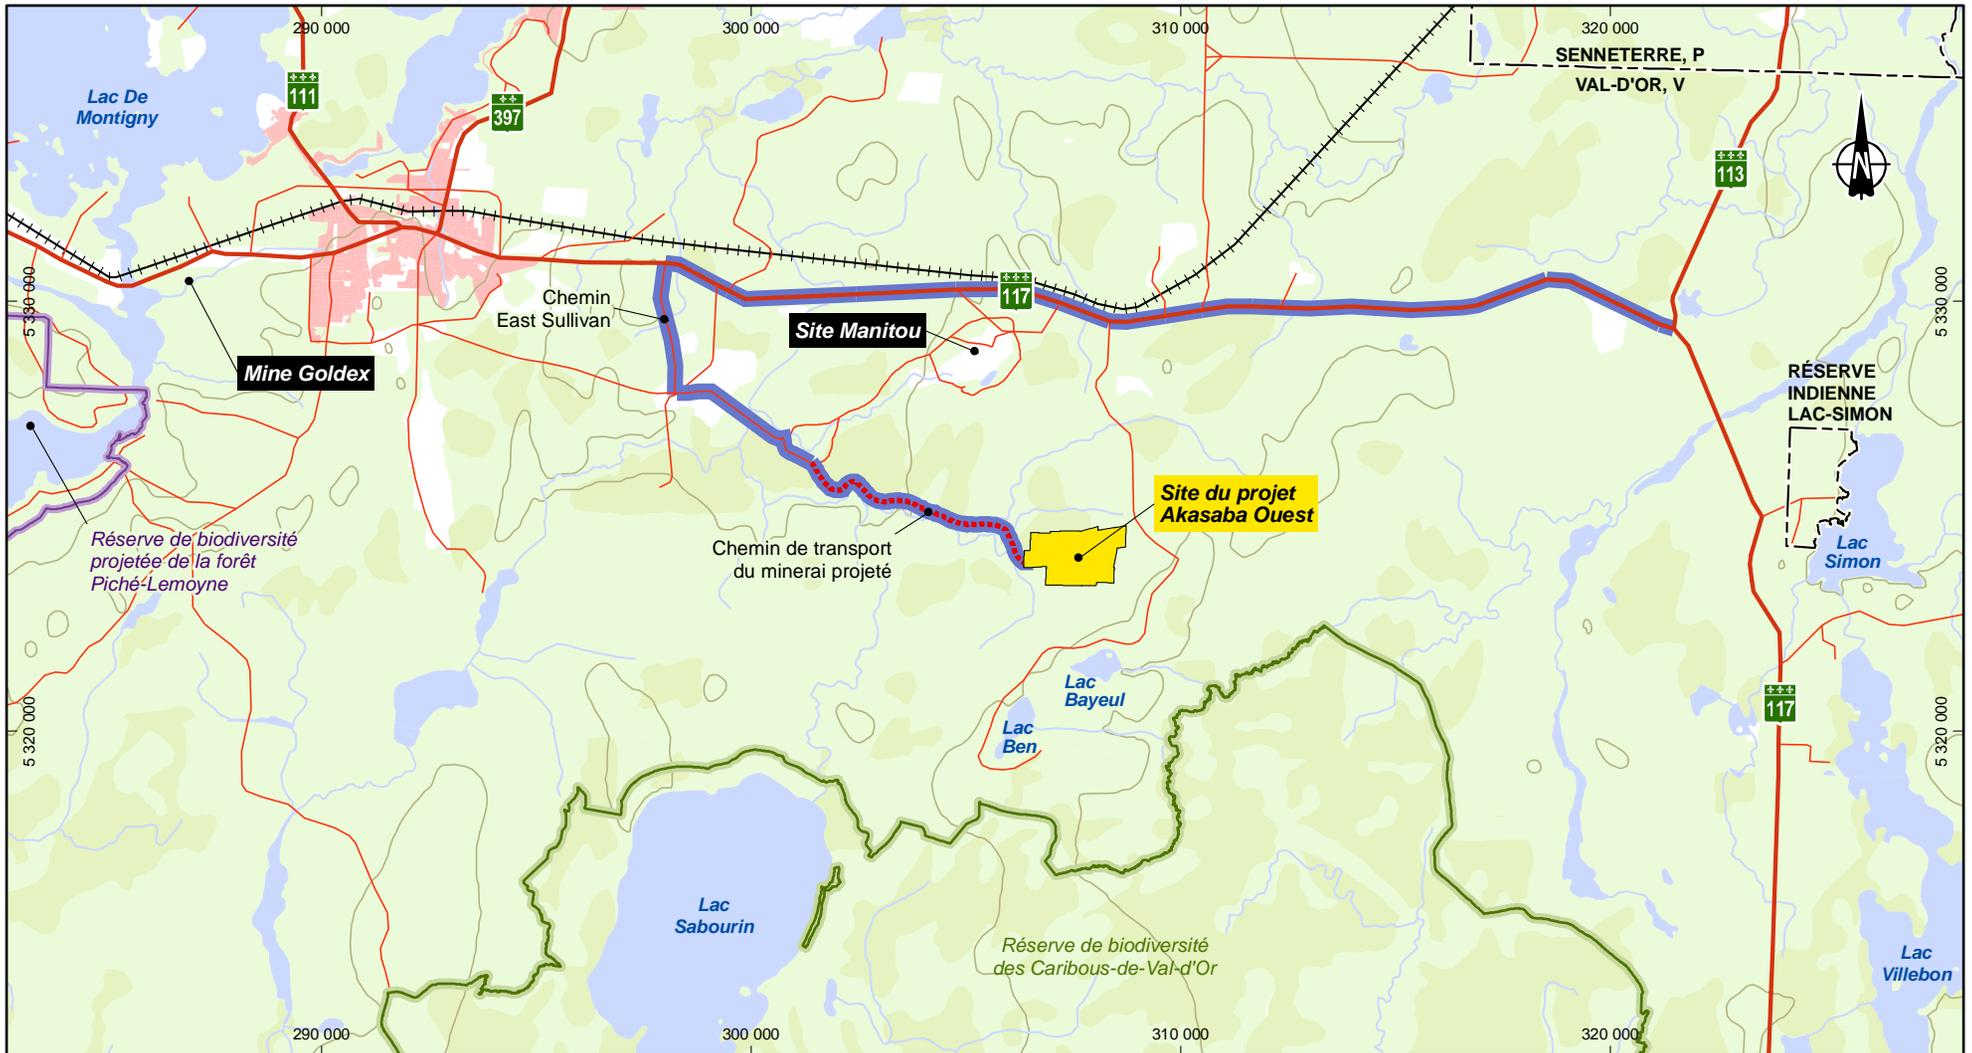 290 000
300 000
310 000
320 000
SENNETERRE, P
VAL-D'OR, V
Lac De
Montigny
111
397
113
N
5 330 000
5 330 000
Chemin
East Sullivan
117
Site Manitou
Mine Goldex
RÉSERVE
INDIENNE
LAC-SIMON
Site du projet
Akasaba Ouest
Réserve de biodiversité
projetée de la forêt
Piché-Lemoyne
Chemin de transport
du minerai projeté
Lac
Simon
Lac
Bayeul
117
Lac
Ben
5 320 000
5 320 000
Lac
Sabourin
Réserve de biodiversité
des Caribous-de-Val-d'Or
Lac
Villebon
290 000
300 000
310 000
320 000